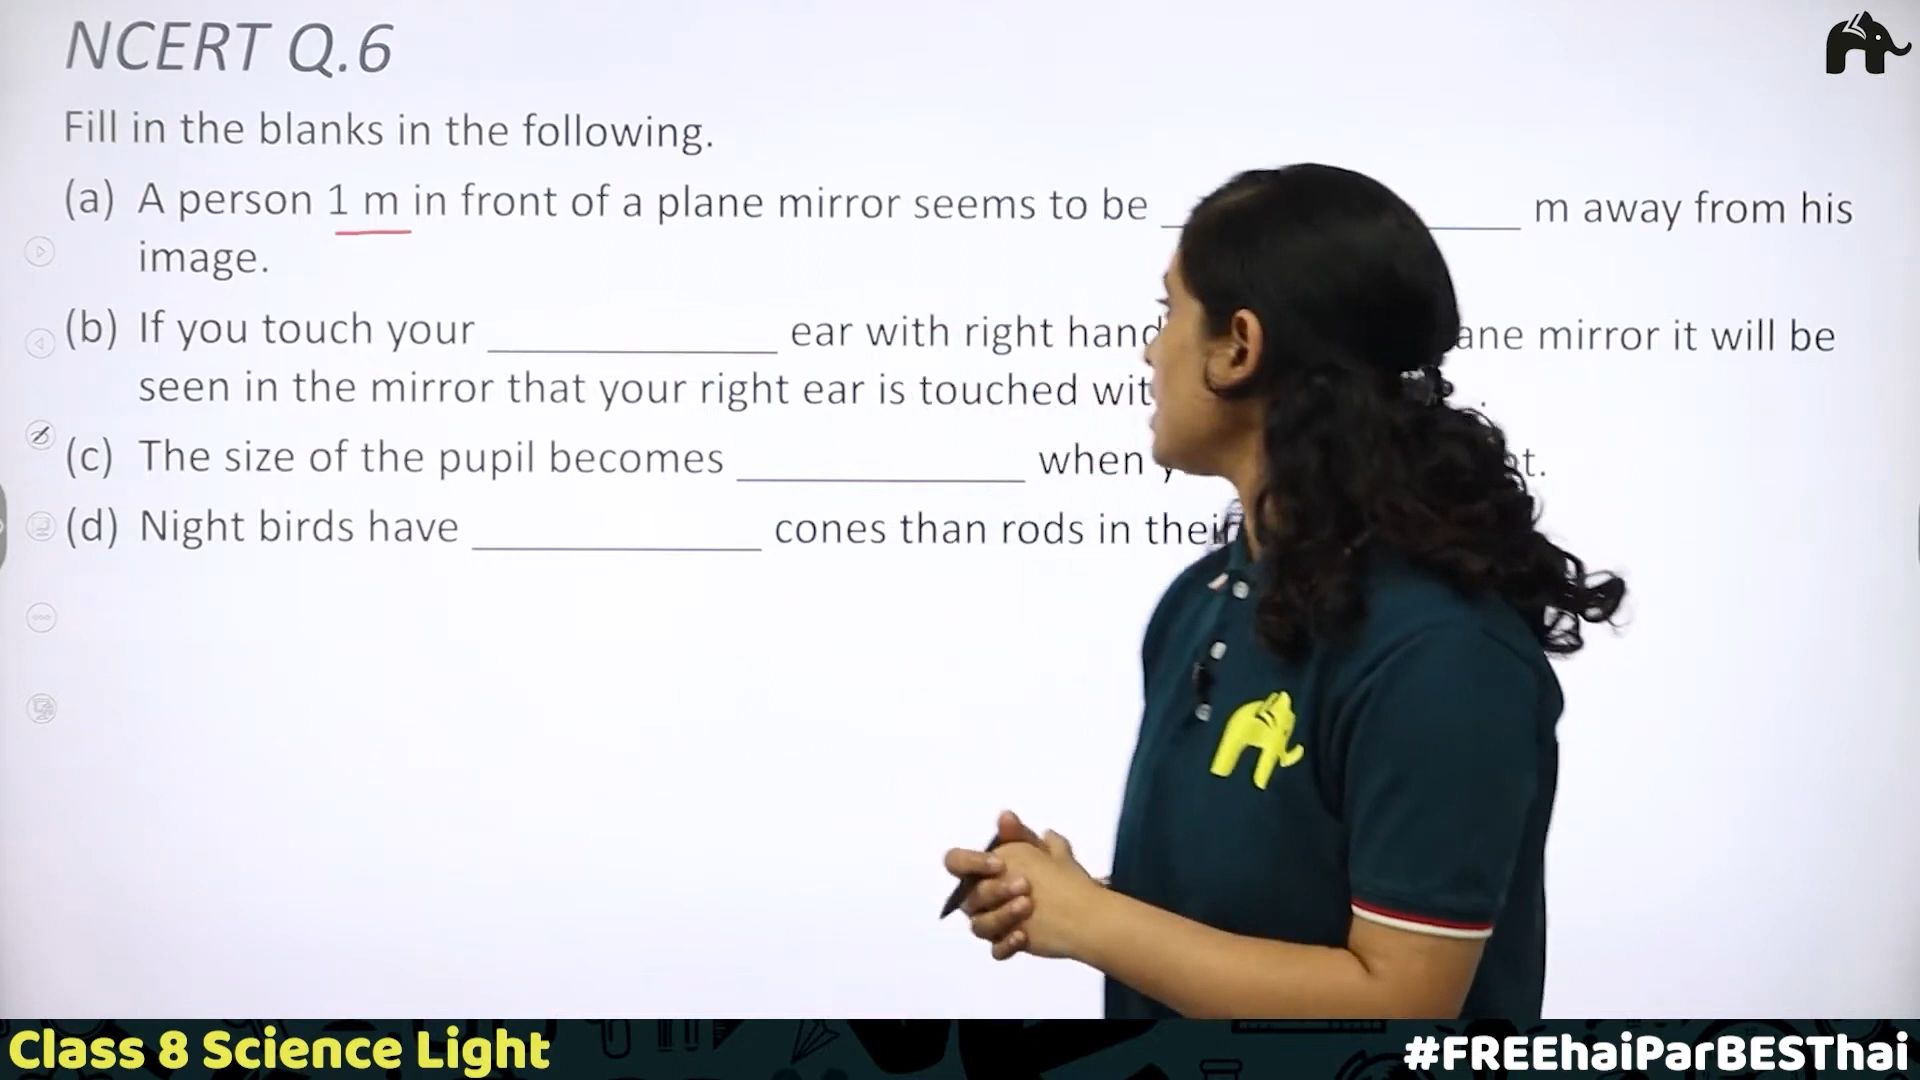 NCERT Q.6
Fill in the blanks in the following.
(a) A person 1 m in front of a plane mirror seems to be m away from his
image.
(b) If you touch your ear with right hand mirror it will be
seen in the mirror that your right ear is touched
(c) The size of the pupil becomes when
(d) Night birds have cones than rods in their
Class 8 Science Light
#FREEhaiParBESThai